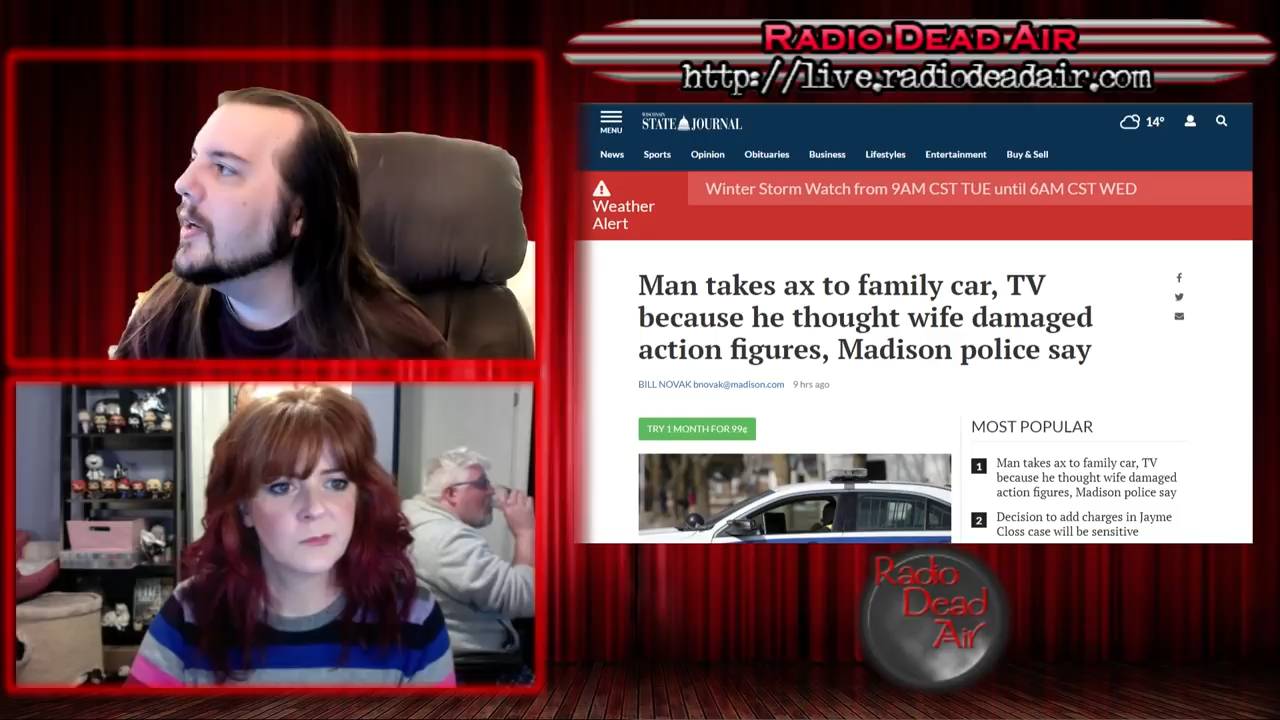 RADIO DEAD AIR
http://live.radiodeadair.com
MENU
WISCONSIN
STATE JOURNAL
14°
News Sports Opinion Obituaries Business Lifestyles Entertainment Buy & Sell
Weather
Alert
Winter Storm Watch from 9AM CST TUE until 6AM CST WED
Man takes ax to family car, TV
because he thought wife damaged
action figures, Madison police say
BILL NOVAK bnovak@madison.com 9 hrs ago
TRY 1 MONTH FOR 99¢
MOST POPULAR
1 Man takes ax to family car, TV
because he thought wife damaged
action figures, Madison police say
2 Decision to add charges in Jayme
Closs case will be sensitive
Radio
Dead
Air